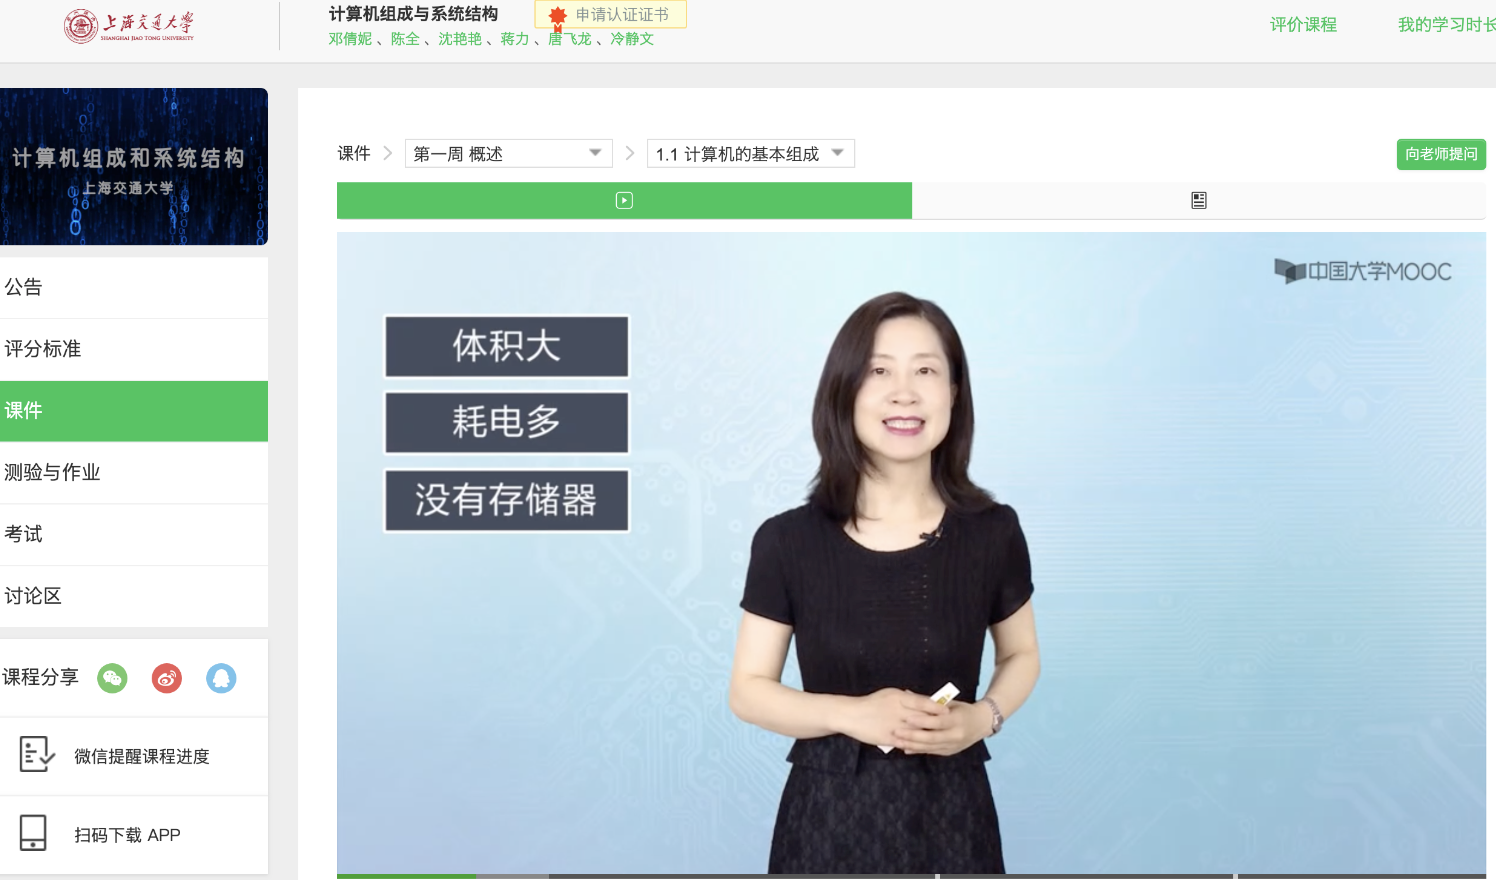 上海交通大学
SHANGHAI JIAO TONG UNIVERSITY
计算机组成与系统结构
申请认证证书
邓倩妮、陈全、沈艳艳、蒋力、唐飞龙、冷静文
评价课程
我的学习时长
计算机组成和系统结构
上海交通大学
公告
评分标准
课件
测验与作业
考试
讨论区
课程分享
微信提醒课程进度
扫码下载 APP
课件
第一周 概述
1.1 计算机的基本组成
向老师提问
中国大学MOOC
体积大
耗电多
没有存储器